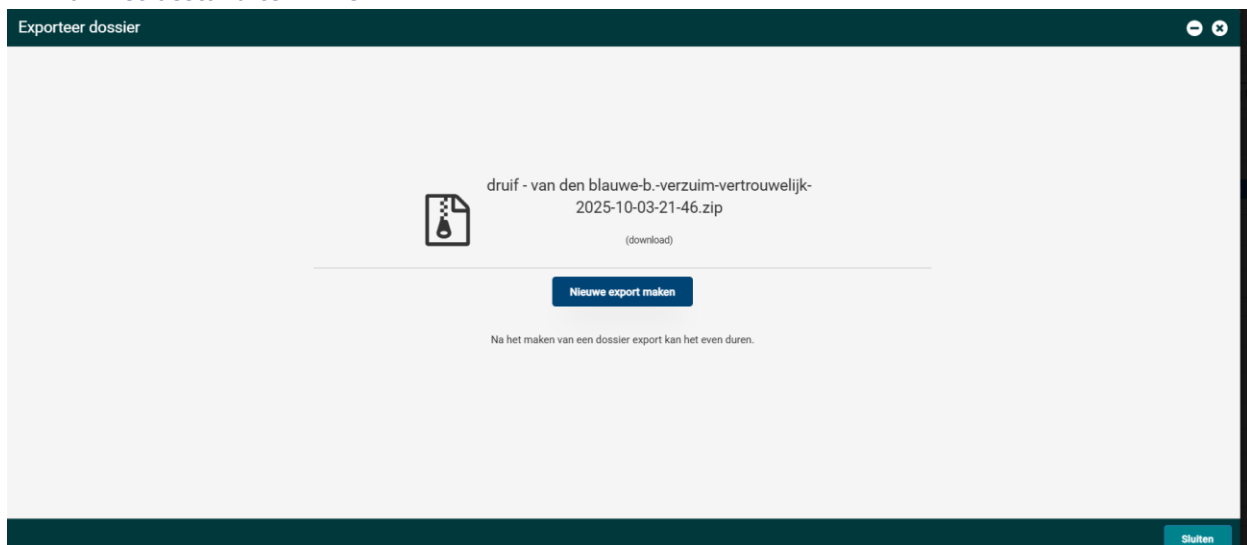 Exporteer dossier
druif - van den blauwe-b.-verzuim-vertrouwelijk-
2025-10-03-21-46.zip
(download)
Nieuwe export maken
Na het maken van een dossier export kan het even duren.
Sluiten